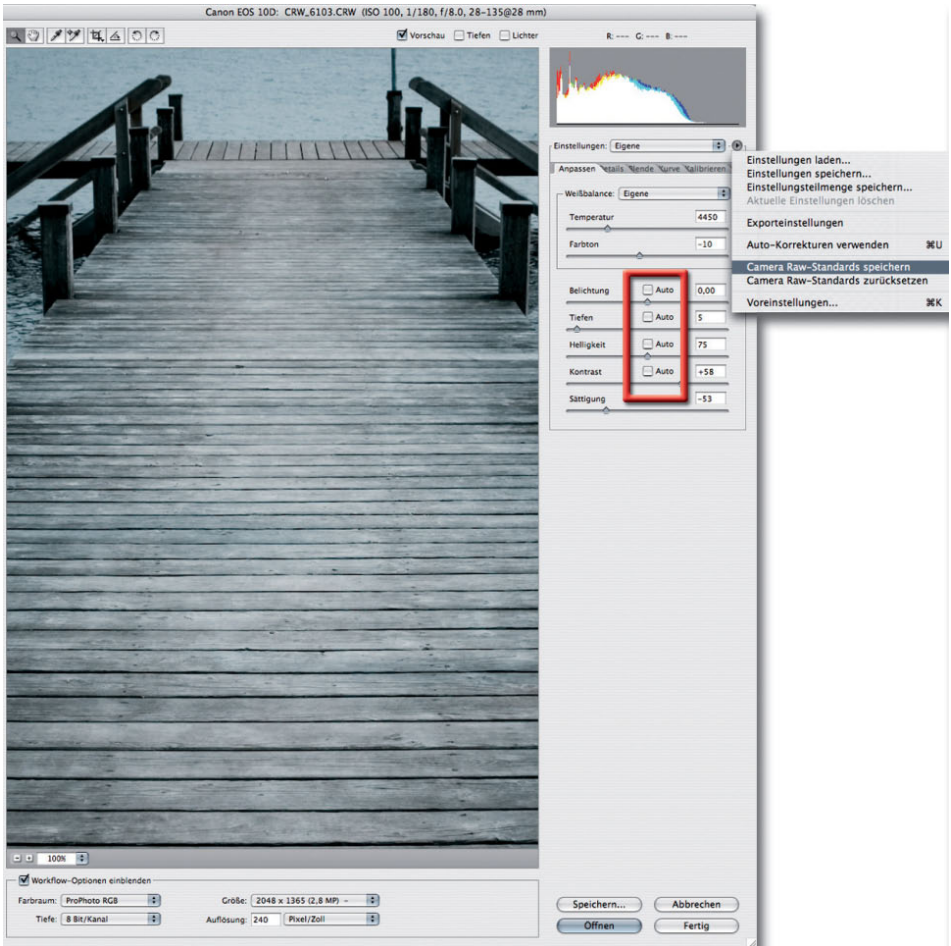 Canon EOS 10D: CRW_6103.CRW (ISO 100, 1/180, f/8.0, 28–135@28 mm)
Vorschau Tiefen Lichter R: --- G: --- B: ---
Einstellungen: Eigene
Anpassen Details Blende Kurve Kalibrieren
Weißbalance: Eigene
Temperatur 4450
Farbton -10
Belichtung Auto 0,00
Tiefen Auto 5
Helligkeit Auto 75
Kontrast Auto +58
Sättigung -53
Einstellungen laden...
Einstellungen speichern...
Einstellungsteilmenge speichern...
Aktuelle Einstellungen löschen
Exporteinstellungen
Auto-Korrekturen verwenden ⌘U
Camera Raw-Standards speichern
Camera Raw-Standards zurücksetzen
Voreinstellungen... ⌘K
100%
Workflow-Optionen einblenden
Farbraum: ProPhoto RGB Größe: 2048 x 1365 (2,8 MP) –
Tiefe: 8 Bit/Kanal Auflösung: 240 Pixel/Zoll
Speichern... Abbrechen
Öffnen Fertig